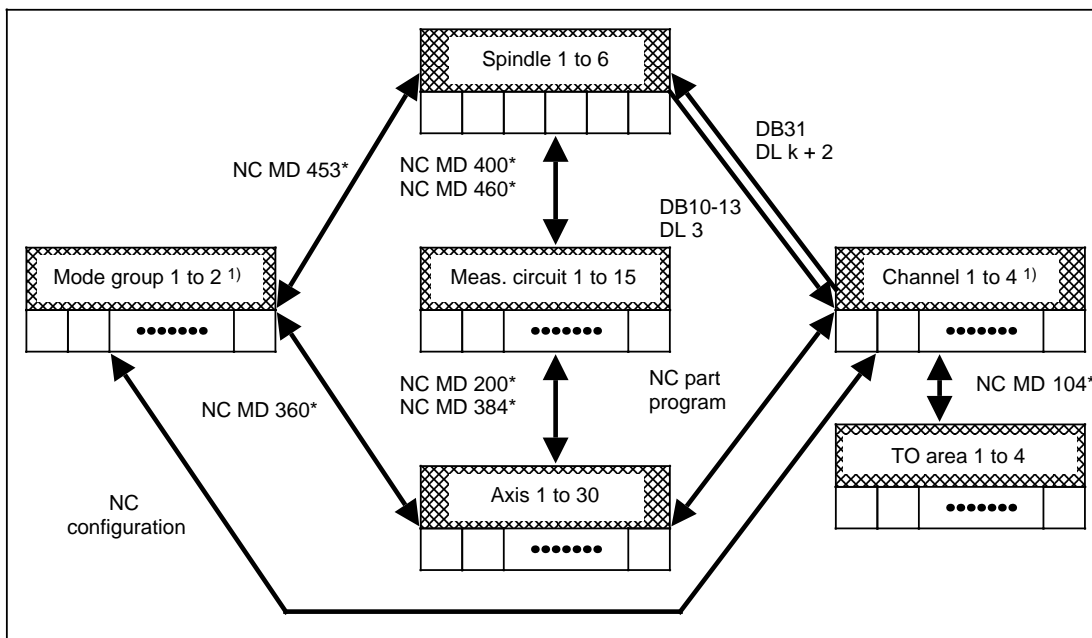 Spindle 1 to 6
DB31
DL k + 2
NC MD 453*
NC MD 400*
NC MD 460*
DB10-13
DL 3
Mode group 1 to 2 1)
Meas. circuit 1 to 15
Channel 1 to 4 1)
NC MD 360*
NC MD 200*
NC MD 384*
NC part
program
NC MD 104*
TO area 1 to 4
Axis 1 to 30
NC
configuration